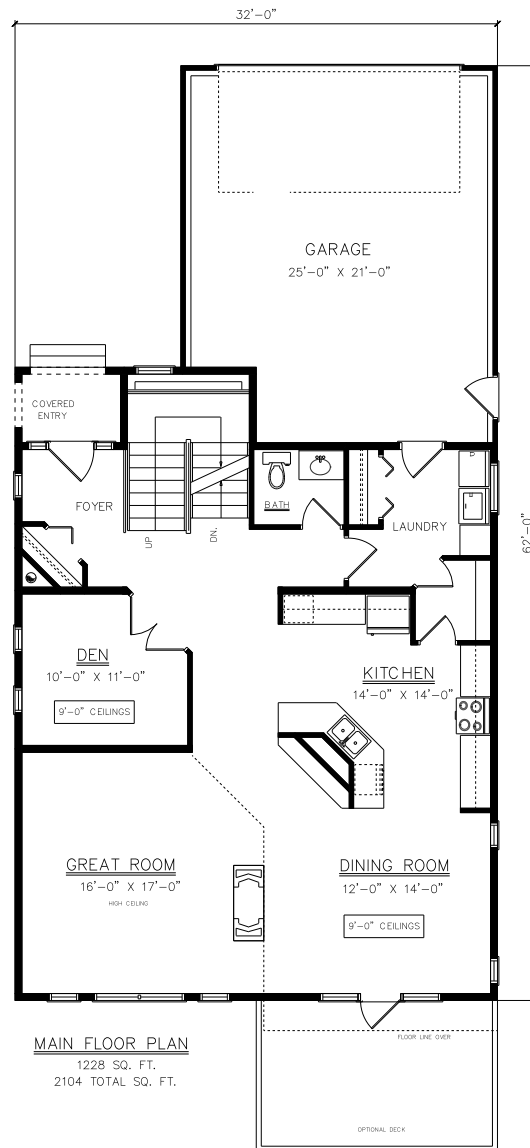 32'-0"
GARAGE
25'-0" X 21'-0"
COVERED
ENTRY
FOYER
UP
DN.
BATH
D
LAUNDRY
62'-0"
DEN
10'-0" X 11'-0"
9'-0" CEILINGS
KITCHEN
14'-0" X 14'-0"
GREAT ROOM
16'-0" X 17'-0"
HIGH CEILING
DINING ROOM
12'-0" X 14'-0"
9'-0" CEILINGS
MAIN FLOOR PLAN
1228 SQ. FT.
2104 TOTAL SQ. FT.
FLOOR LINE OVER
OPTIONAL DECK